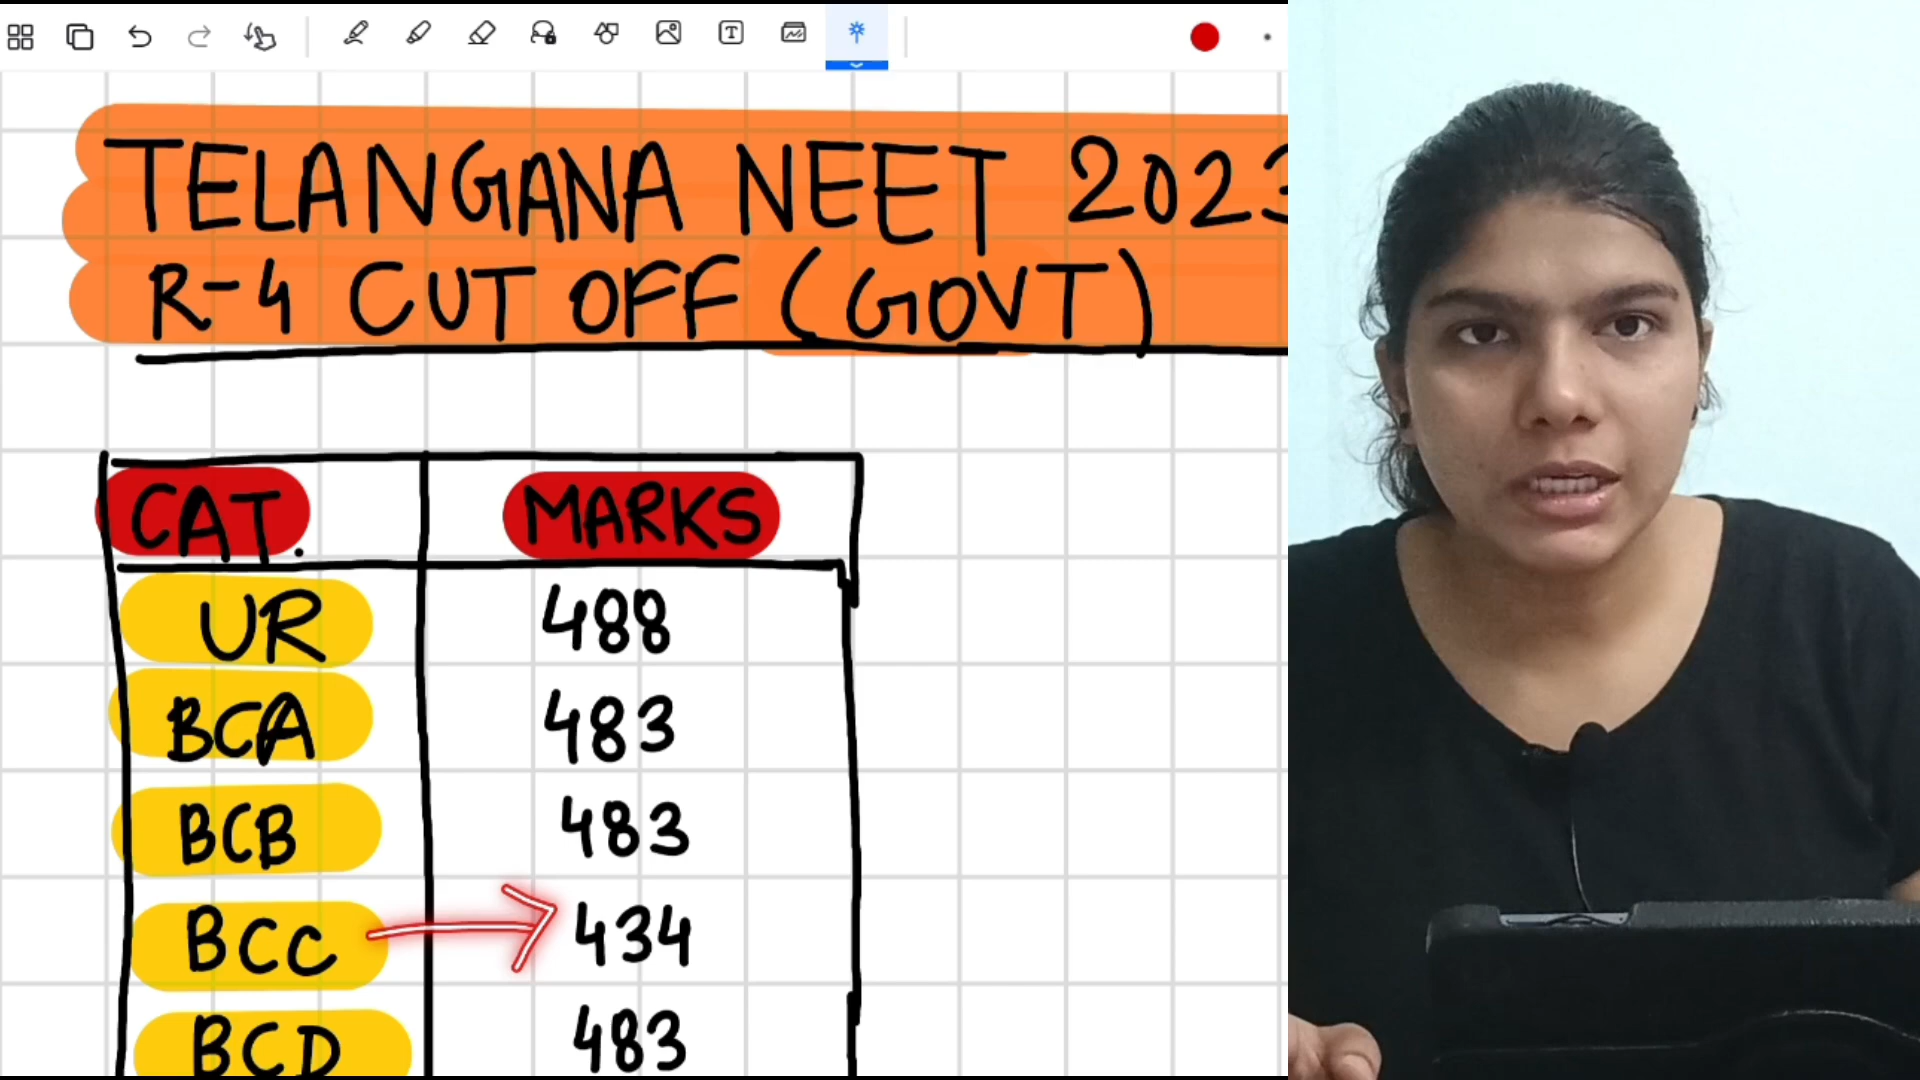 TELANGANA NEET 2023
R-4 CUT OFF (GOVT)
CAT. MARKS
UR 488
BCA 483
BCB 483
BCC 434
BCD 483